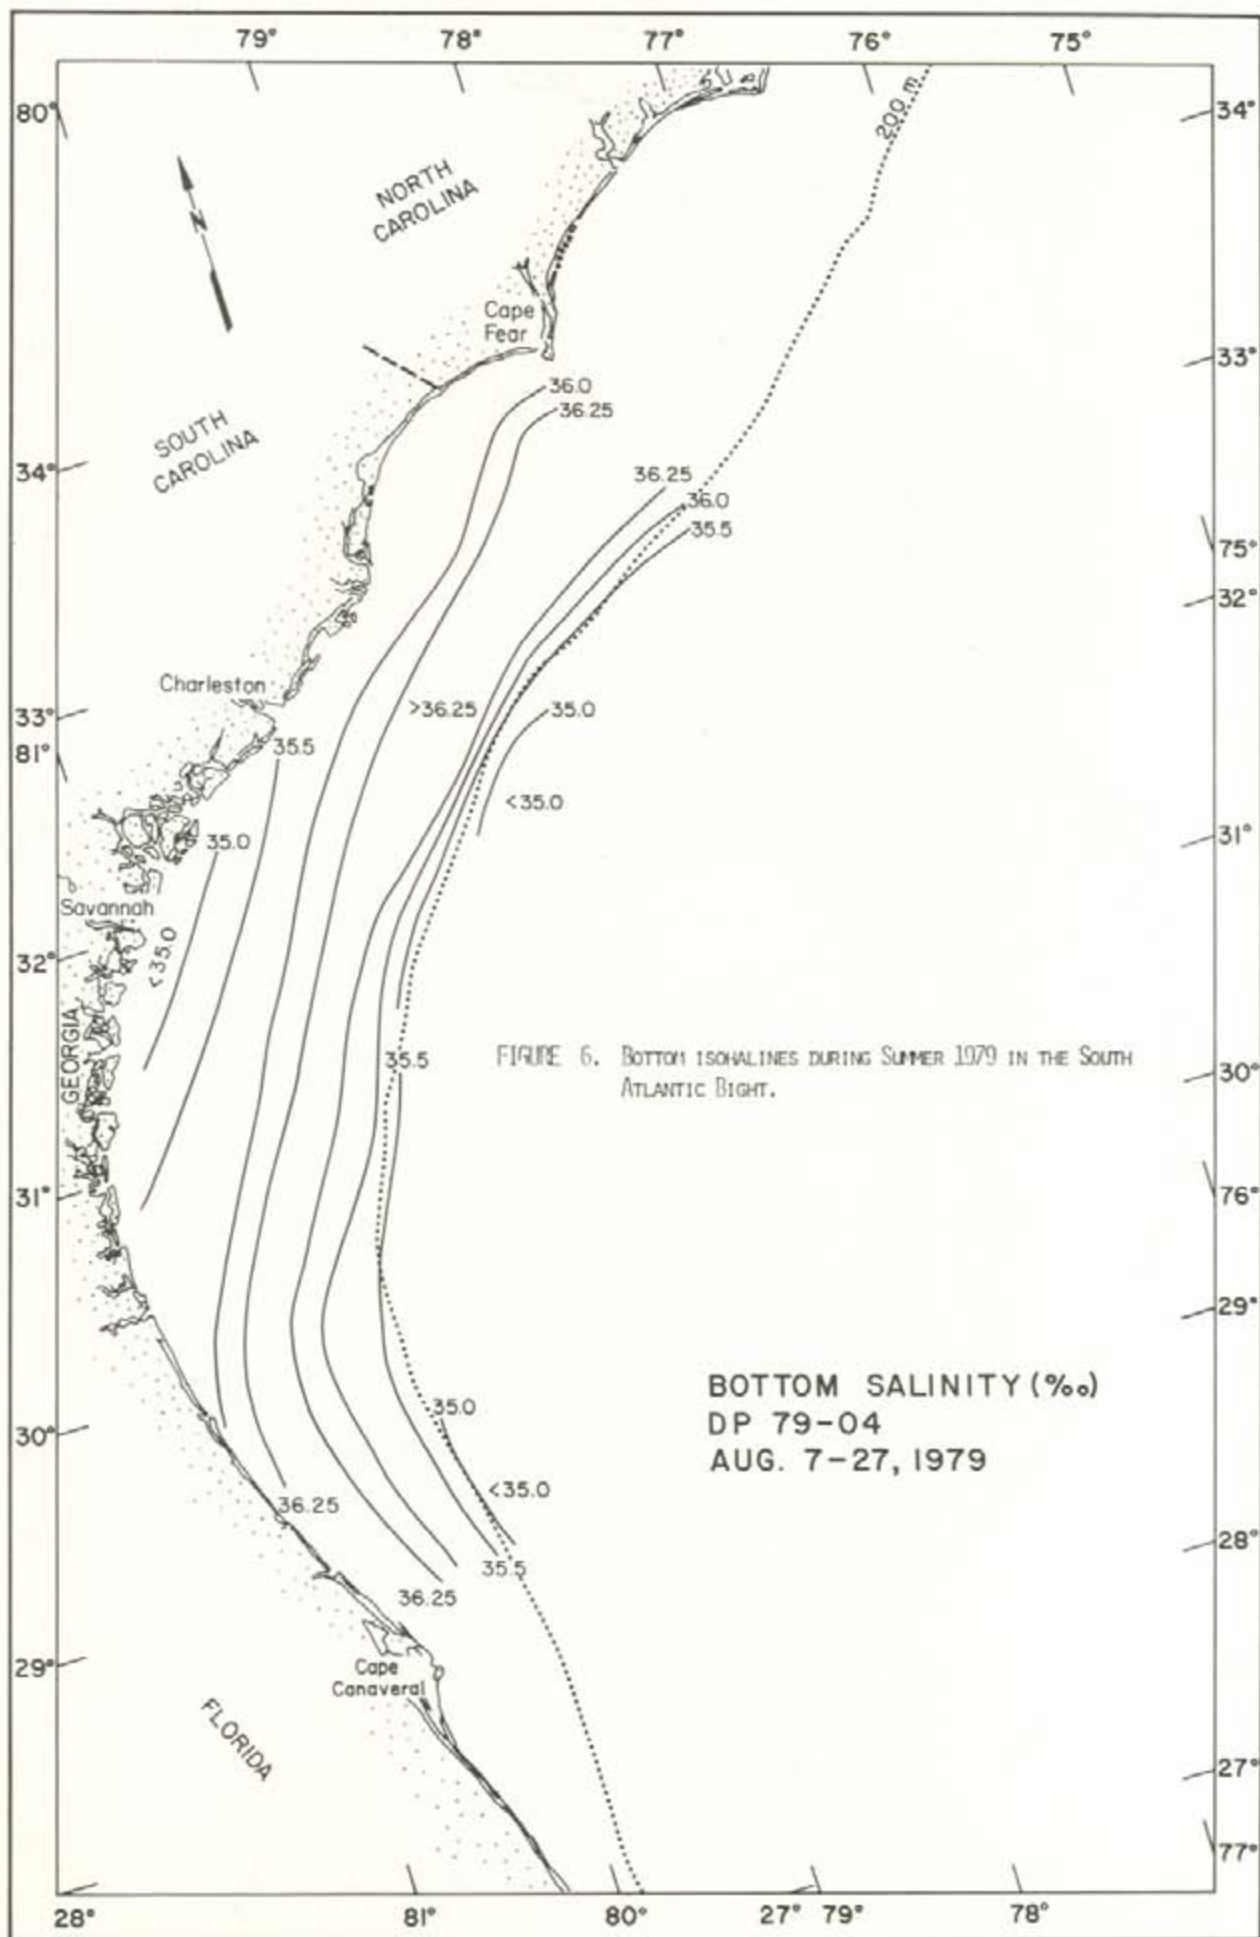 79° 78° 77° 76° 75°
80°
34°
200 m
N
NORTH
CAROLINA
Cape
Fear
33°
36.0
36.25
SOUTH
CAROLINA
34°
36.25
36.0
35.5
75°
32°
Charleston
33°
>36.25
35.0
81°
35.5
<35.0
31°
35.0
Savannah
<35.0
32°
GEORGIA
35.5
FIGURE 6. BOTTOM ISOHALINES DURING SUMMER 1979 IN THE SOUTH
ATLANTIC BIGHT.
30°
31°
76°
29°
BOTTOM SALINITY (‰)
DP 79-04
AUG. 7-27, 1979
35.0
30°
<35.0
36.25
28°
35.5
36.25
29°
Cape
Canaveral
FLORIDA
27°
77°
28° 81° 80° 27° 79° 78°